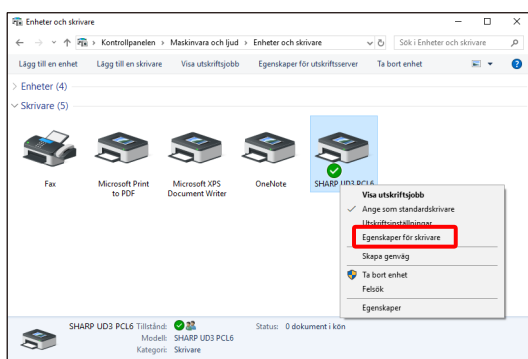 Enheter och skrivare
Kontrollpanelen > Maskinvara och ljud > Enheter och skrivare
Sök i Enheter och skrivare
Lägg till en enhet Lägg till en skrivare Visa utskriftsjobb Egenskaper för utskriftsserver Ta bort enhet
Enheter (4)
Skrivare (5)
Fax
Microsoft Print
to PDF
Microsoft XPS
Document Writer
OneNote
SHARP UD3 PCL6
Visa utskriftsjobb
Ange som standardskrivare
Utskriftsinställningar
Egenskaper för skrivare
Skapa genväg
Ta bort enhet
Felsök
Egenskaper
SHARP UD3 PCL6 Tillstånd: Status: 0 dokument i kön
Modell: SHARP UD3 PCL6
Kategori: Skrivare